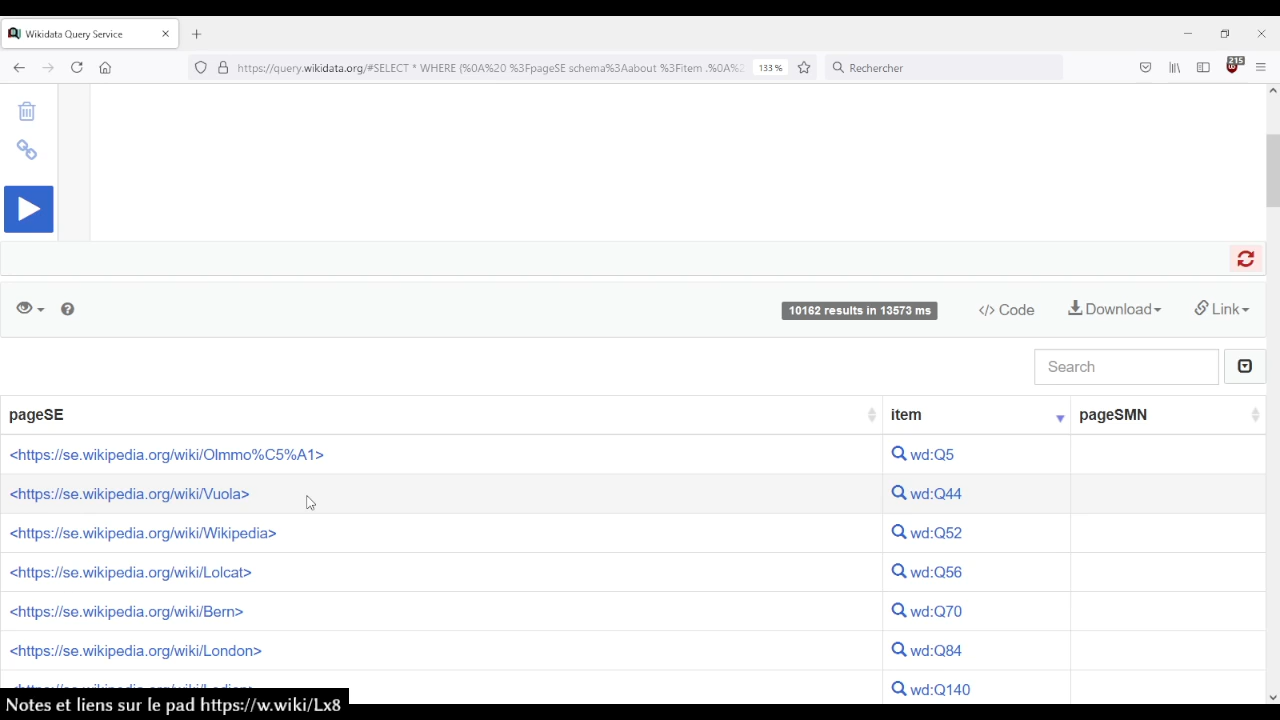 Wikidata Query Service
https://query.wikidata.org/#SELECT * WHERE {%0A%20 %3FpageSE schema%3Aabout %3Fitem .%0A%2
133 %
Rechercher
215
10162 results in 13573 ms
</> Code
Download
Link
Search
pageSE item pageSMN
<https://se.wikipedia.org/wiki/Olmmo%C5%A1> wd:Q5
<https://se.wikipedia.org/wiki/Vuola> wd:Q44
<https://se.wikipedia.org/wiki/Wikipedia> wd:Q52
<https://se.wikipedia.org/wiki/Lolcat> wd:Q56
<https://se.wikipedia.org/wiki/Bern> wd:Q70
<https://se.wikipedia.org/wiki/London> wd:Q84
wd:Q140
Notes et liens sur le pad https://w.wiki/Lx8